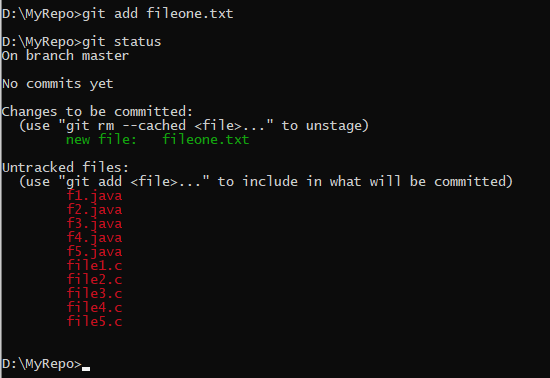 D:\MyRepo>git add fileone.txt
D:\MyRepo>git status
On branch master
No commits yet
Changes to be committed:
  (use "git rm --cached <file>..." to unstage)
        new file:   fileone.txt
Untracked files:
  (use "git add <file>..." to include in what will be committed)
        f1.java
        f2.java
        f3.java
        f4.java
        f5.java
        file1.c
        file2.c
        file3.c
        file4.c
        file5.c
D:\MyRepo>